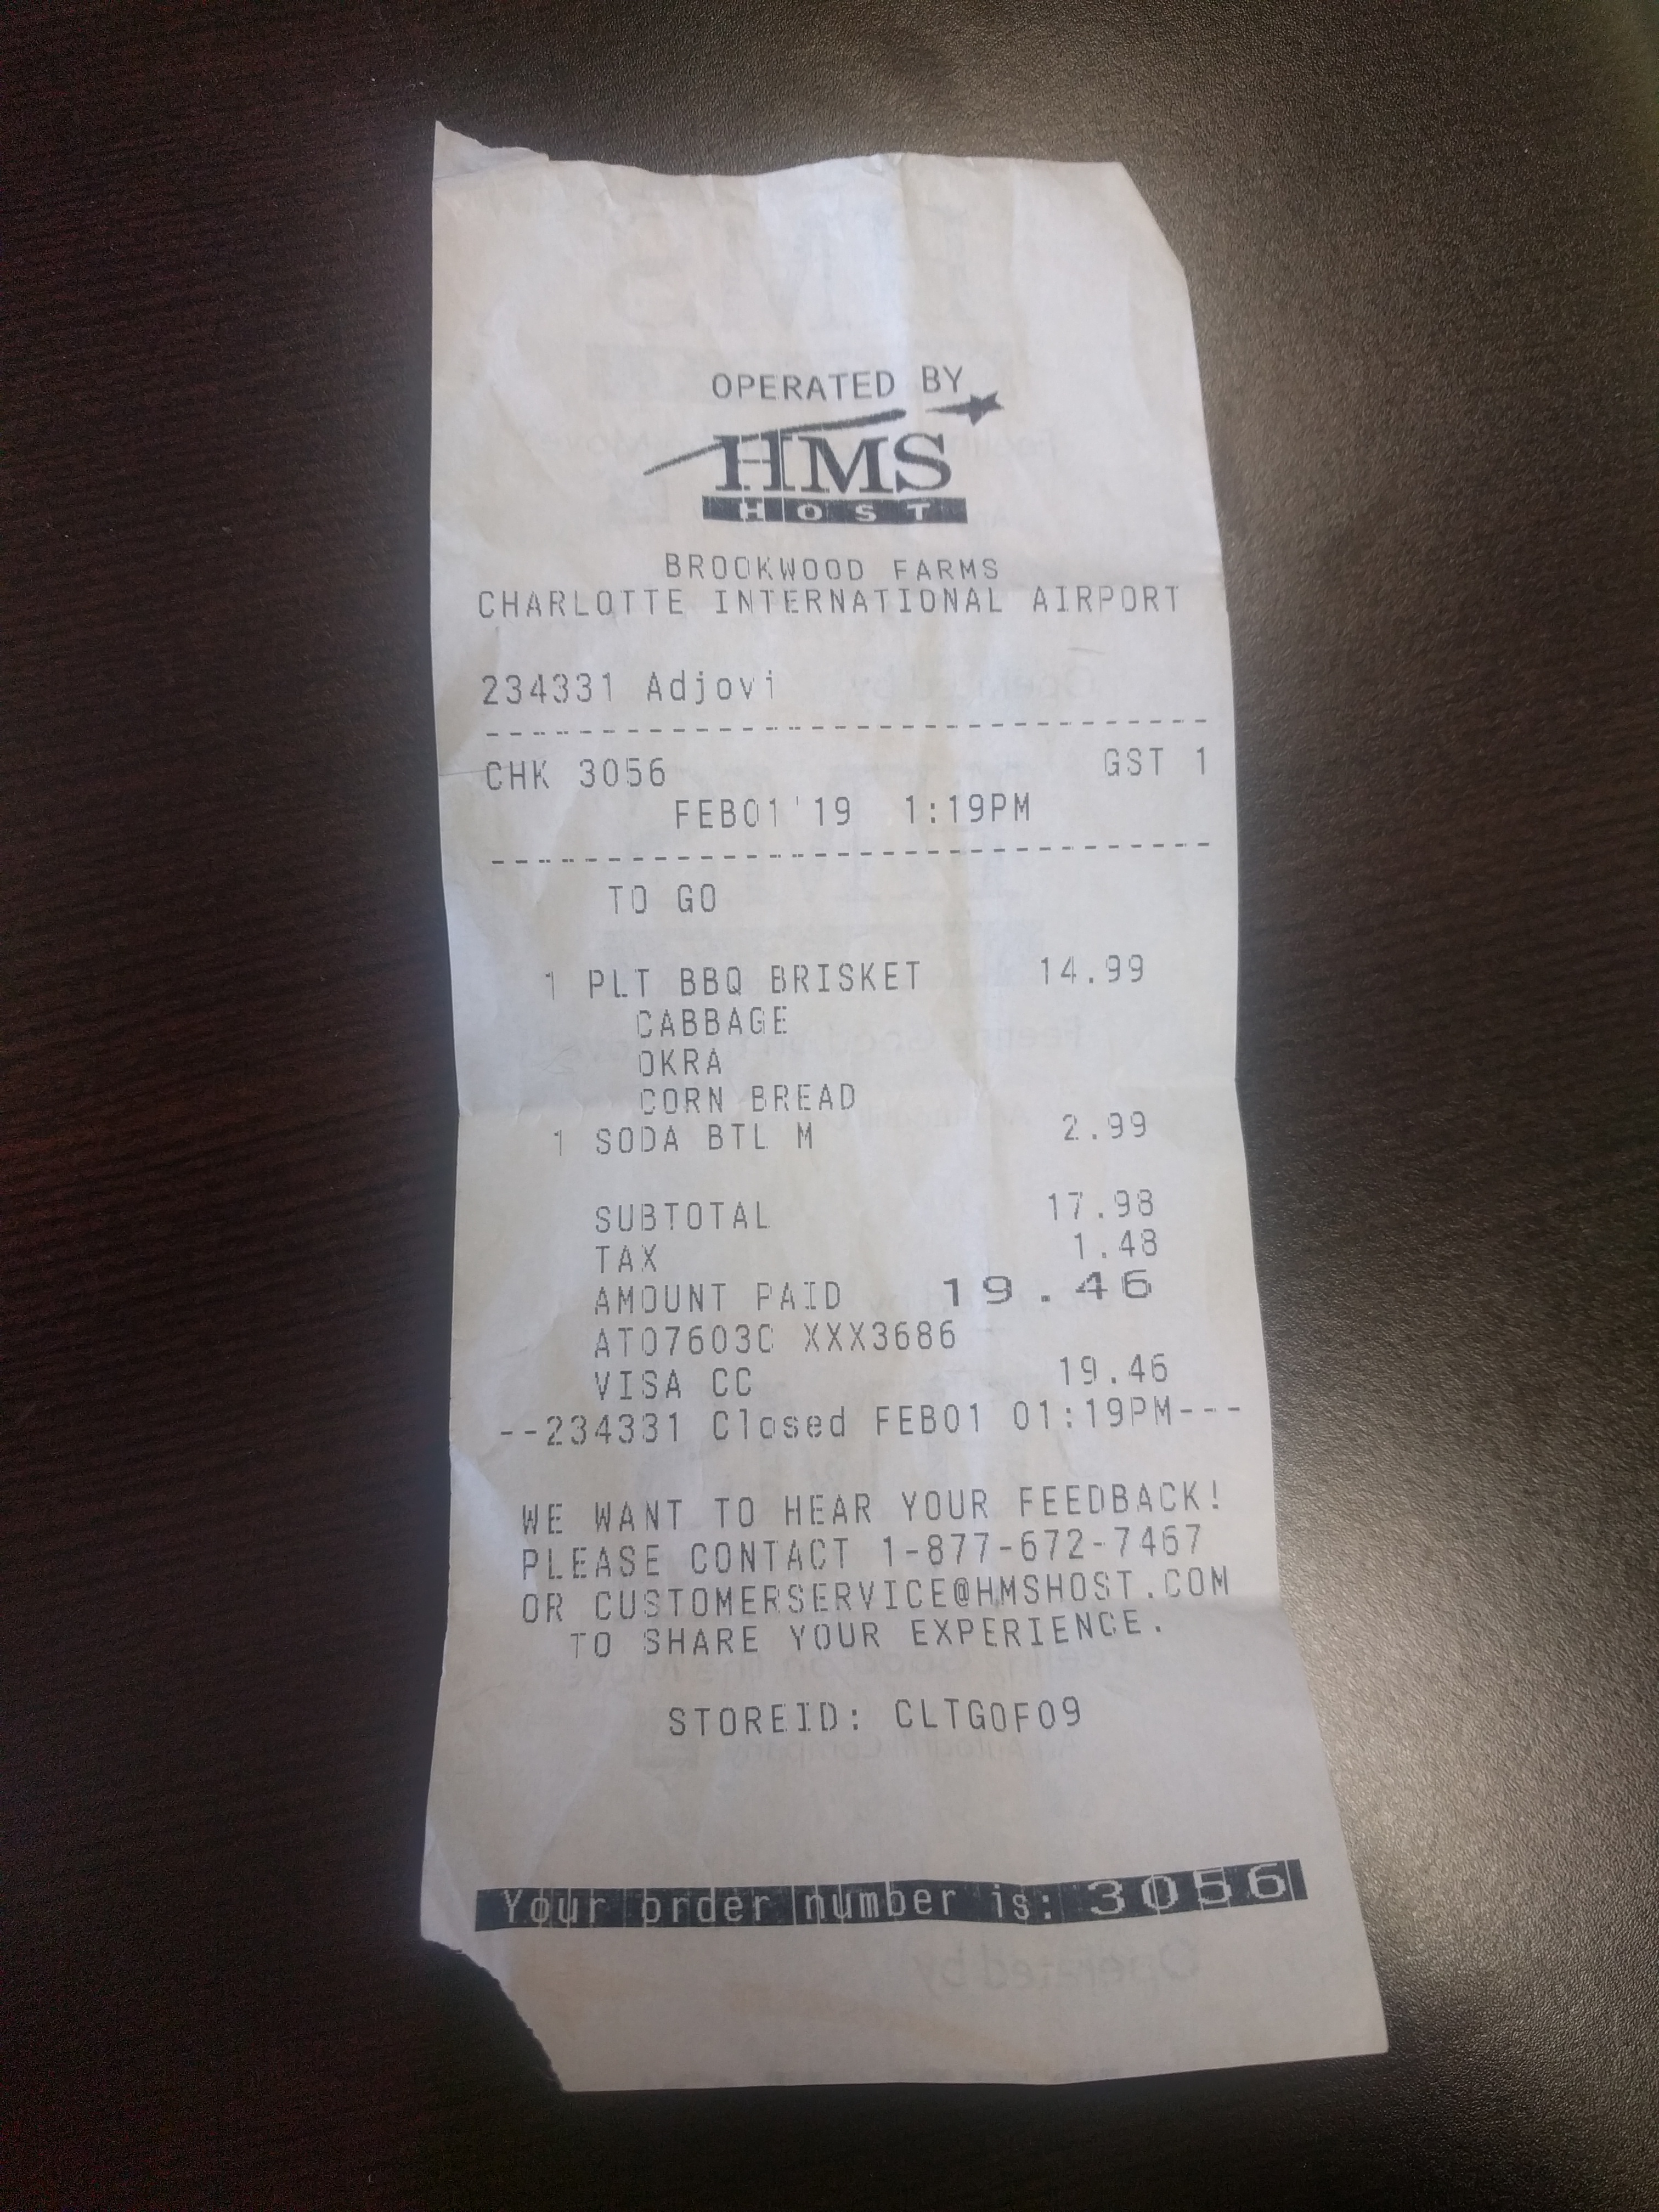 OPERATED BY
HMS
HOST
BROOKWOOD FARMS
CHARLOTTE INTERNATIONAL AIRPORT
234331 Adjovi
--------------------------------
CHK 3056 GST 1
FEB01'19 1:19PM
--------------------------------
TO GO
1 PLT BBQ BRISKET 14.99
CABBAGE
OKRA
CORN BREAD
1 SODA BTL M 2.99
SUBTOTAL 17.98
TAX 1.48
AMOUNT PAID 19.46
AT07603C XXX3686
VISA CC 19.46
--234331 Closed FEB01 01:19PM---
WE WANT TO HEAR YOUR FEEDBACK!
PLEASE CONTACT 1-877-672-7467
OR CUSTOMERSERVICE@HMSHOST.COM
TO SHARE YOUR EXPERIENCE.
STOREID: CLTG0F09
Your order number is: 3056